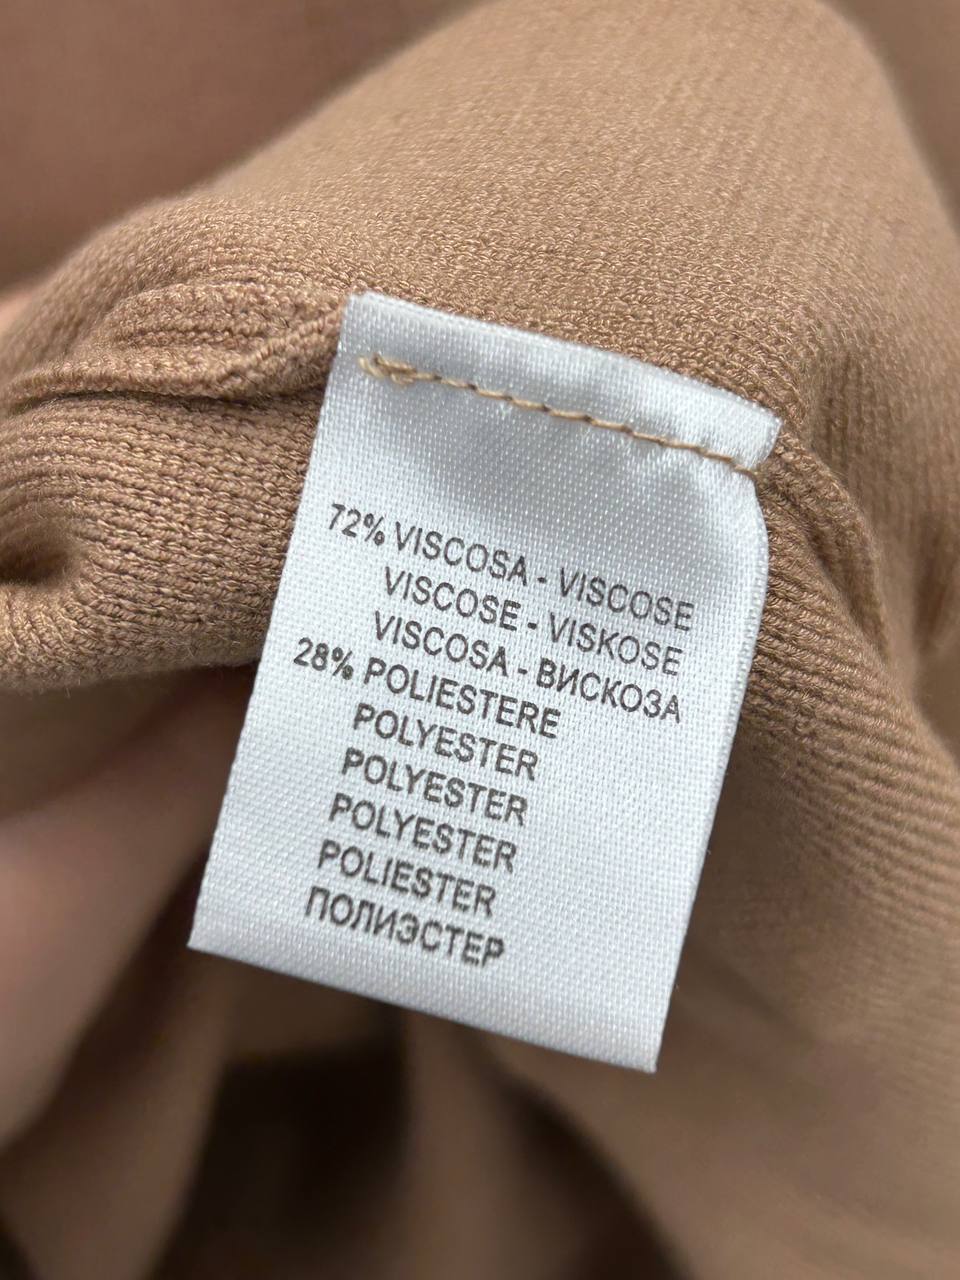 72% VISCOSA - VISCOSE
VISCOSE - VISKOSE
VISCOSA - ВИСКОЗА
28% POLIESTERE
POLYESTER
POLYESTER
POLYESTER
POLIESTER
ПОЛИЭСТЕР